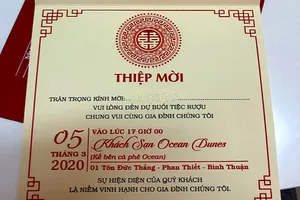 THIỆP MỜI
TRÂN TRỌNG KÍNH MỜI:
VUI LÒNG ĐẾN DỰ BUỔI TIỆC RƯỢU
CHUNG VUI CÙNG GIA ĐÌNH CHÚNG TÔI
05
THÁNG 3
2020
VÀO LÚC 17 GIỜ 00
Khách Sạn Ocean Dunes
(Kế bên cà phê Ocean)
01 Tôn Đức Thắng - Phan Thiết - Bình Thuận
SỰ HIỆN DIỆN CỦA QUÝ KHÁCH
LÀ NIỀM VINH HẠNH CHO GIA ĐÌNH CHÚNG TÔI.